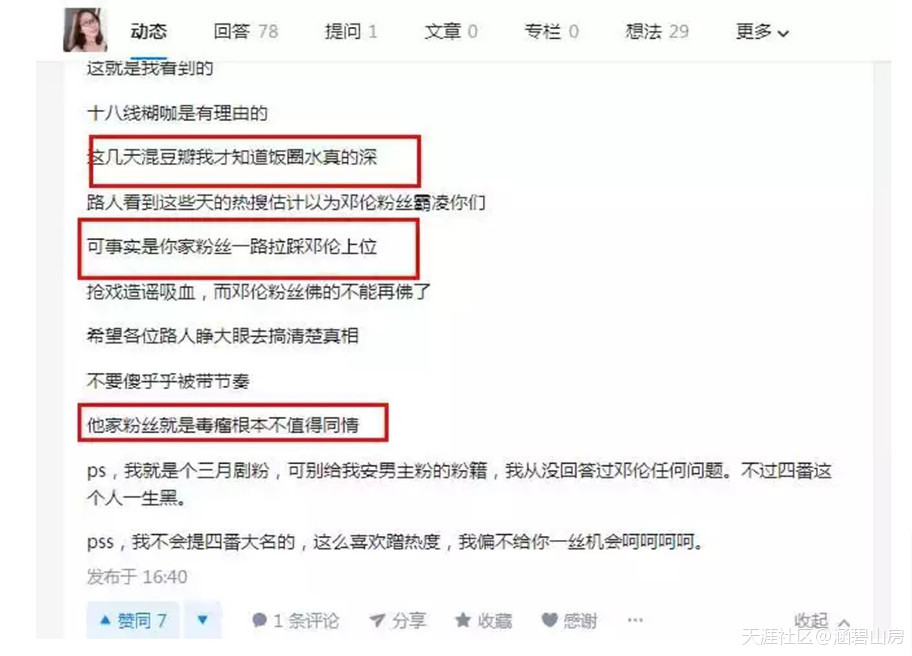 动态 回答 78 提问 1 文章 0 专栏 0 想法 29 更多
这就是我看到的
十八线糊咖是有理由的
这几天混豆瓣我才知道饭圈水真的深
路人看到这些天的热搜估计以为邓伦粉丝霸凌你们
可事实是你家粉丝一路拉踩邓伦上位
抢戏造谣吸血，而邓伦粉丝佛的不能再佛了
希望各位路人睁大眼去搞清楚真相
不要傻乎乎被带节奏
他家粉丝就是毒瘤根本不值得同情
ps，我就是个三月剧粉，可别给我安男主粉的粉籍，我从没回答过邓伦任何问题。不过四番这
个人一生黑。
pss，我不会提四番大名的，这么喜欢蹭热度，我偏不给你一丝机会呵呵呵呵。
发布于 16:40
赞同 7 1 条评论 分享 收藏 感谢 ··· 收起
天涯社区@涵碧山房